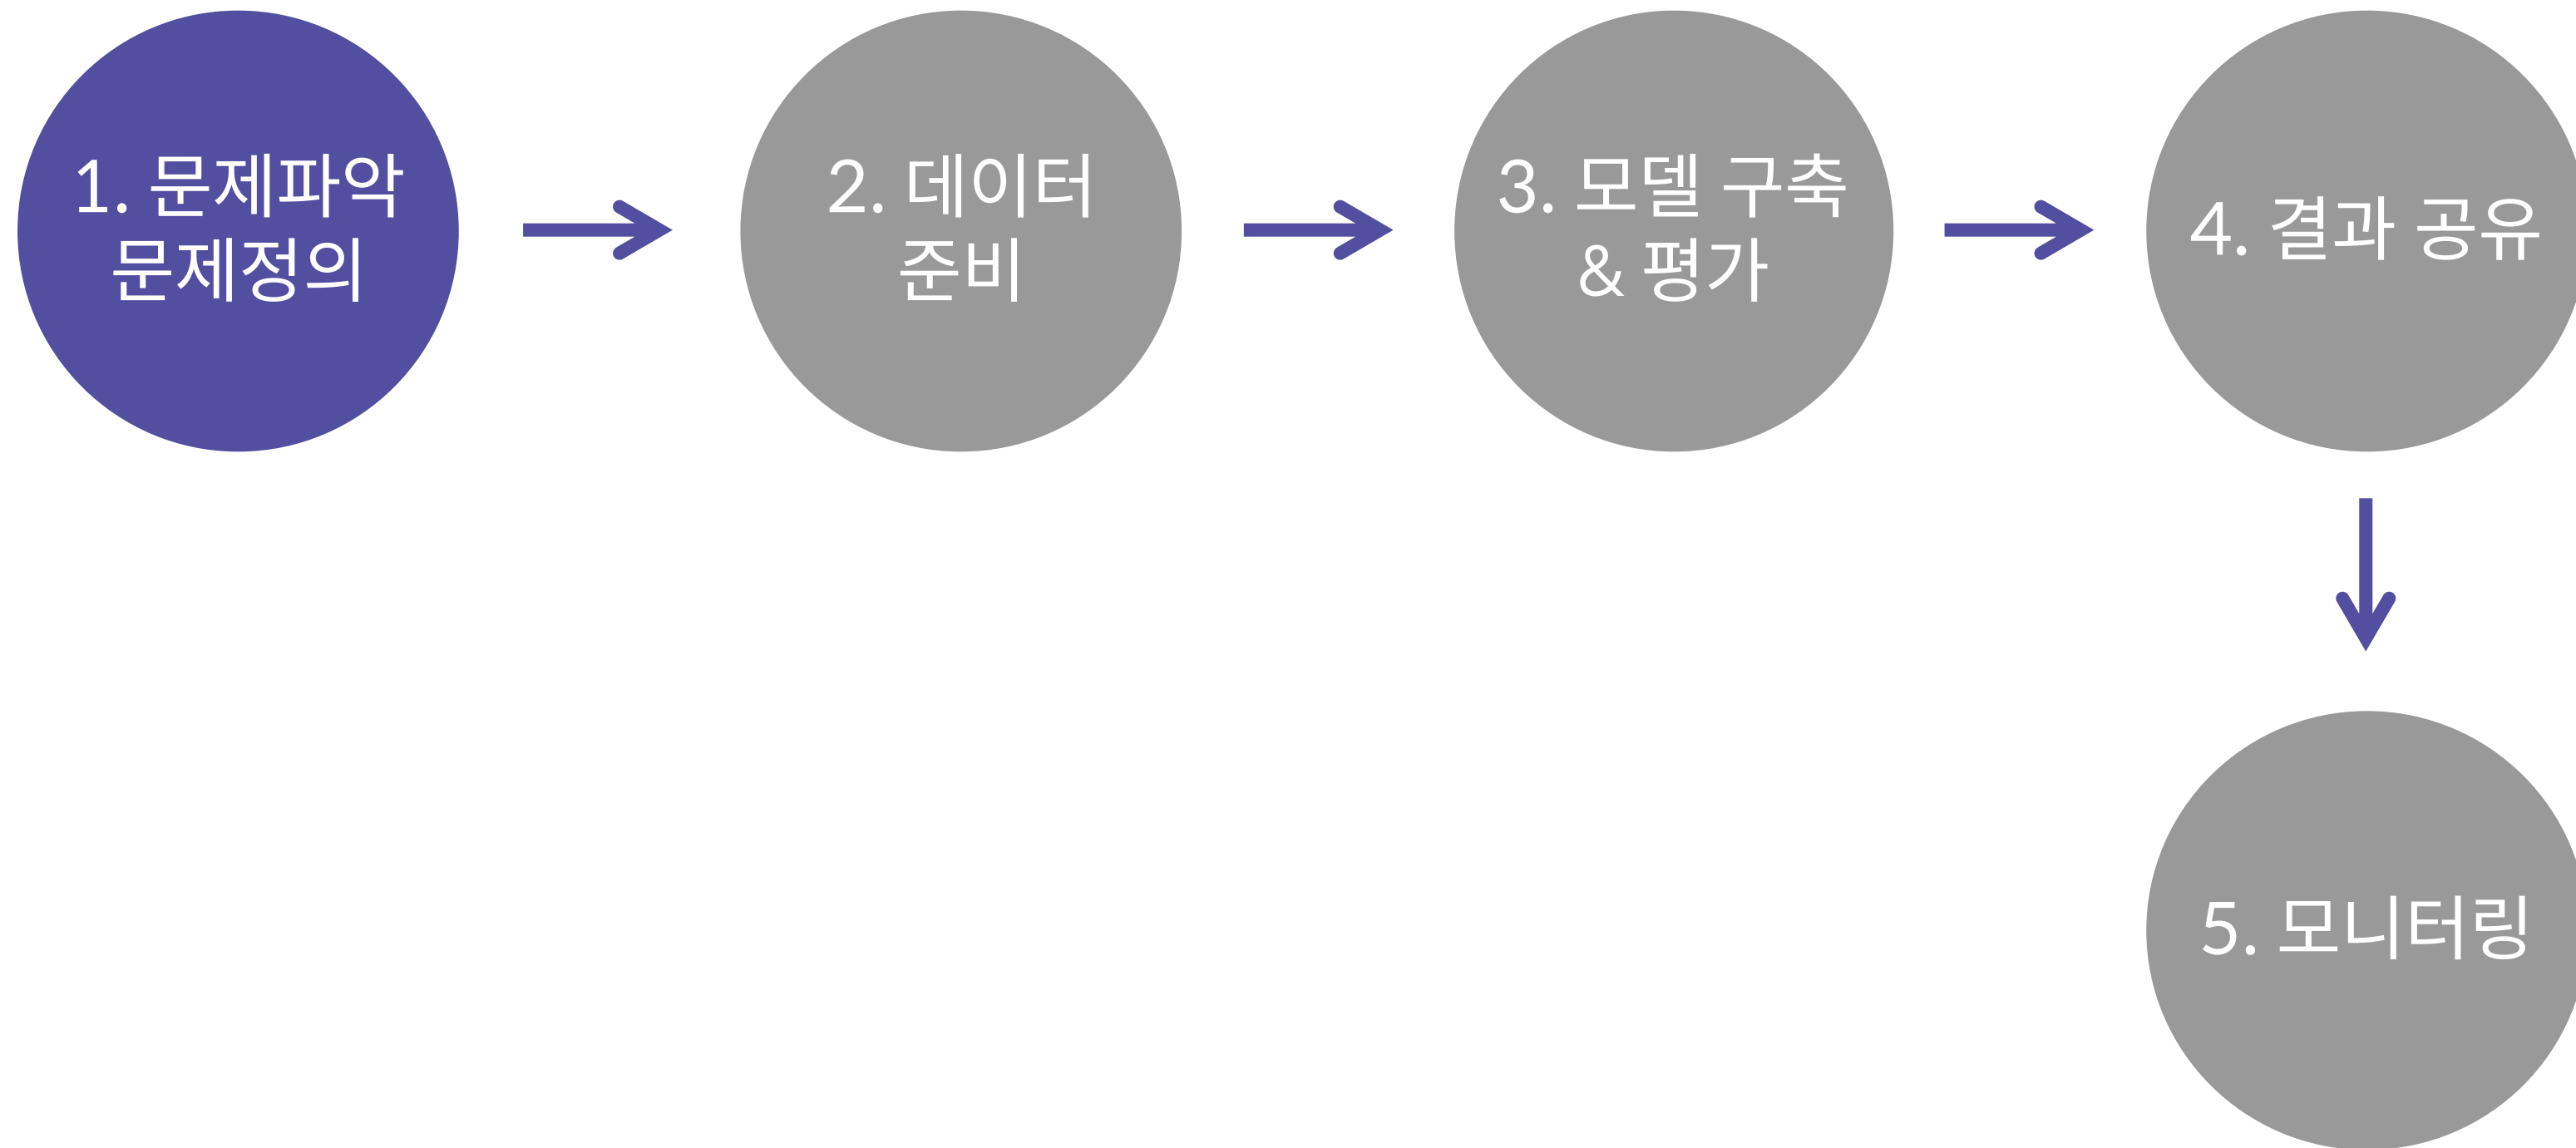 1. 문제파악
문제정의
2. 데이터
준비
3. 모델 구축
& 평가
4. 결과 공유
5. 모니터링